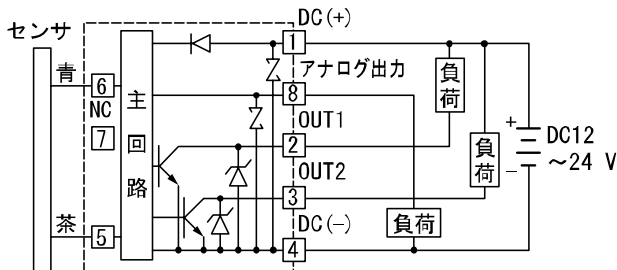 センサ
青
6
NC
7
茶
5
主回路
DC(+)
1
アナログ出力
8
OUT1
2
OUT2
3
DC(-)
4
負荷
負荷
負荷
+
-
DC12
～24 V